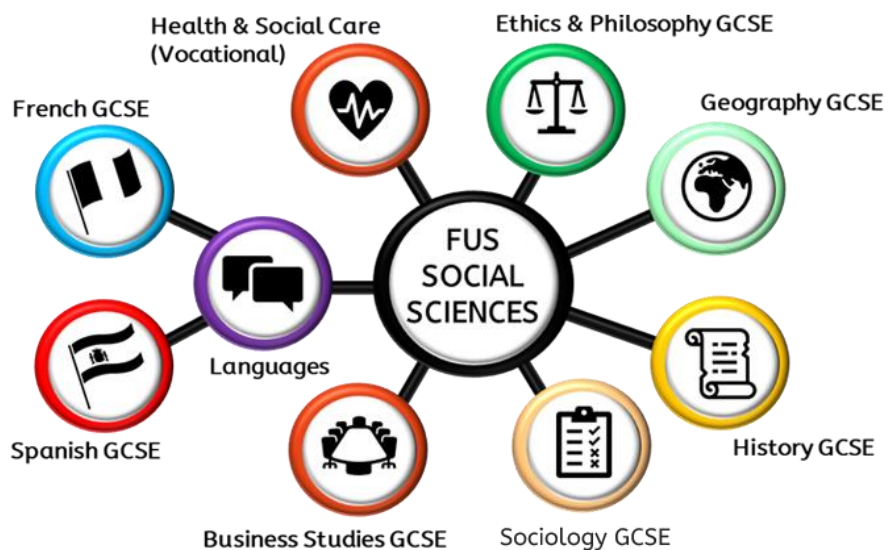 Health & Social Care
(Vocational)
Ethics & Philosophy GCSE
French GCSE
Geography GCSE
FUS
SOCIAL
SCIENCES
Languages
Spanish GCSE
History GCSE
Business Studies GCSE
Sociology GCSE